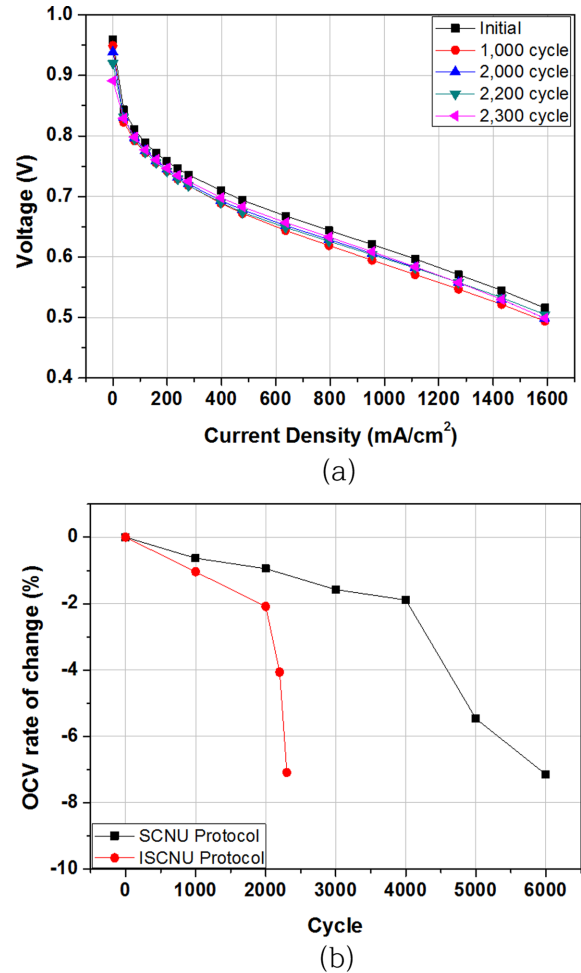 1.0
0.9
0.8
0.7
0.6
0.5
0.4
Voltage (V)
Initial
1,000 cycle
2,000 cycle
2,200 cycle
2,300 cycle
0 200 400 600 800 1000 1200 1400 1600
Current Density (mA/cm²)
(a)
0
-2
-4
-6
-8
-10
OCV rate of change (%)
SCNU Protocol
ISCNU Protocol
0 1000 2000 3000 4000 5000 6000
Cycle
(b)